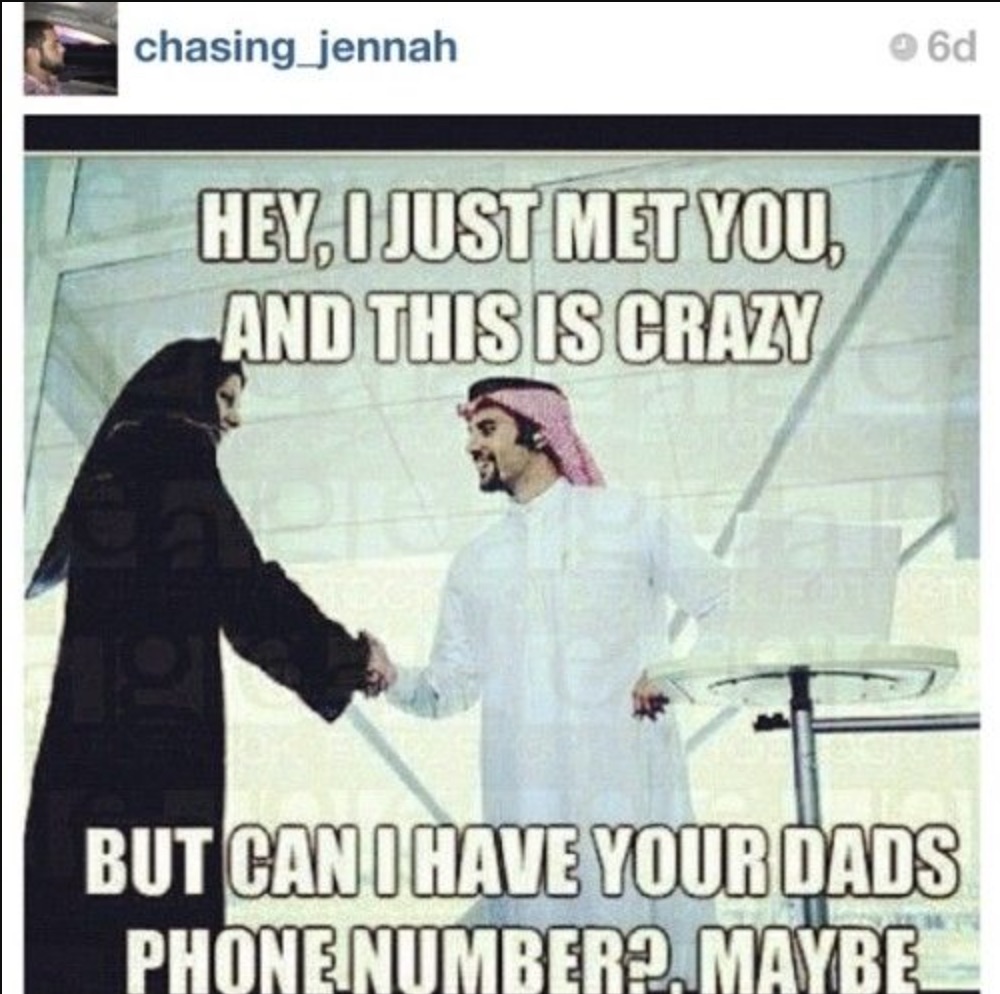 chasing_jennah
6d
HEY, I JUST MET YOU,
AND THIS IS CRAZY
BUT CAN I HAVE YOUR DADS
PHONE NUMBER?, MAYBE